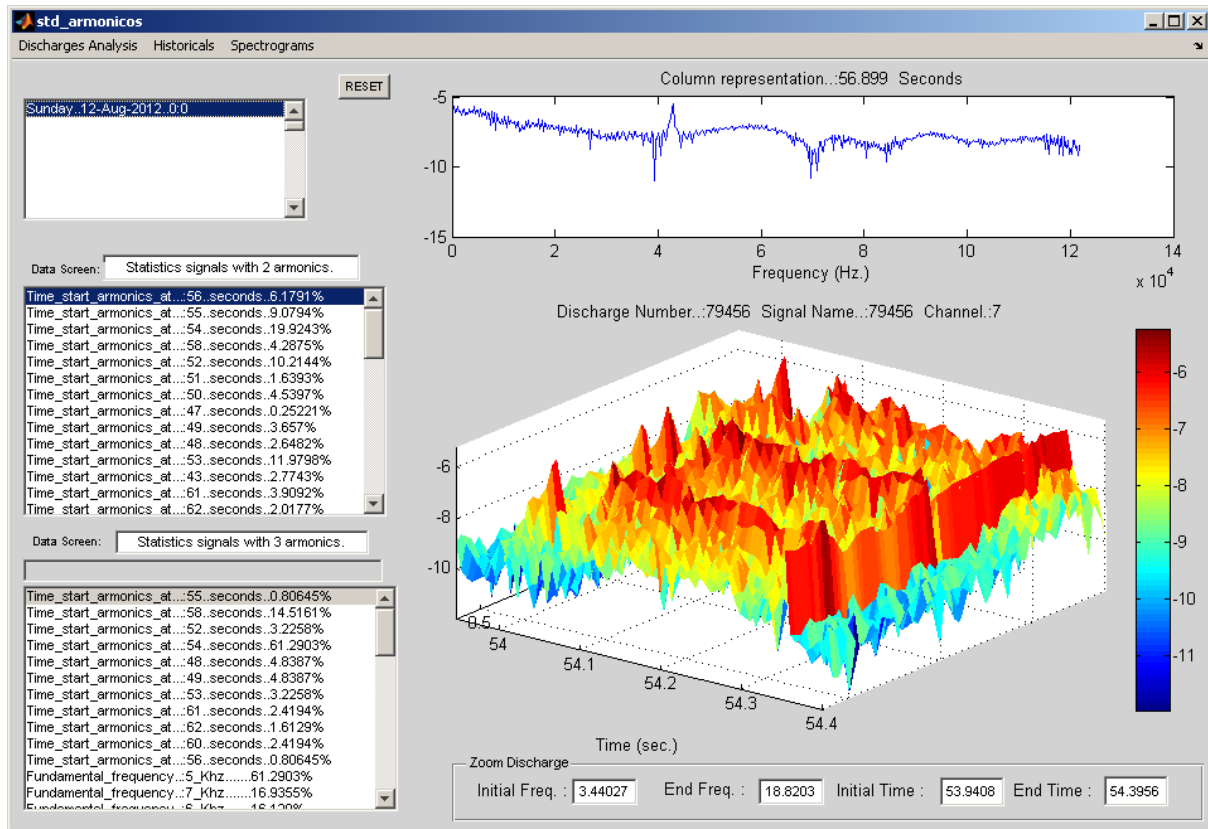 std_armonicos
Discharges Analysis Historicals Spectrograms
RESET
Sunday..12-Aug-2012..0:0
Data Screen: Statistics signals with 2 armonics.
Time_start_armonics_at...:56..seconds..6.1791%
Time_start_armonics_at...:55..seconds..9.0794%
Time_start_armonics_at...:54..seconds..19.9243%
Time_start_armonics_at...:58..seconds..4.2875%
Time_start_armonics_at...:52..seconds..10.2144%
Time_start_armonics_at...:51..seconds..1.6393%
Time_start_armonics_at...:50..seconds..4.5397%
Time_start_armonics_at...:47..seconds..0.25221%
Time_start_armonics_at...:49..seconds..3.657%
Time_start_armonics_at...:48..seconds..2.6482%
Time_start_armonics_at...:53..seconds..11.9798%
Time_start_armonics_at...:43..seconds..2.7743%
Time_start_armonics_at...:61..seconds..3.9092%
Time_start_armonics_at...:62..seconds..2.0177%
Data Screen: Statistics signals with 3 armonics.
Time_start_armonics_at...:55..seconds..0.80645%
Time_start_armonics_at...:58..seconds..14.5161%
Time_start_armonics_at...:52..seconds..3.2258%
Time_start_armonics_at...:54..seconds..61.2903%
Time_start_armonics_at...:48..seconds..4.8387%
Time_start_armonics_at...:49..seconds..4.8387%
Time_start_armonics_at...:53..seconds..3.2258%
Time_start_armonics_at...:61..seconds..2.4194%
Time_start_armonics_at...:62..seconds..1.6129%
Time_start_armonics_at...:60..seconds..2.4194%
Time_start_armonics_at...:56..seconds..0.80645%
Fundamental_frequency..:5_Khz.......61.2903%
Fundamental_frequency..:7_Khz.......16.9355%
Fundamental_frequency..:6_Khz.......16.129%
Column representation..:56.899 Seconds
-5
-10
-15
0 2 4 6 8 10 12 14
Frequency (Hz.)
x 10^4
Discharge Number..:79456 Signal Name..:79456 Channel.:7
-6
-8
-10
0.5
54
54.1
54.2
54.3
54.4
Time (sec.)
-6
-7
-8
-9
-10
-11
Zoom Discharge
Initial Freq. : 3.44027 End Freq. : 18.8203 Initial Time : 53.9408 End Time : 54.3956